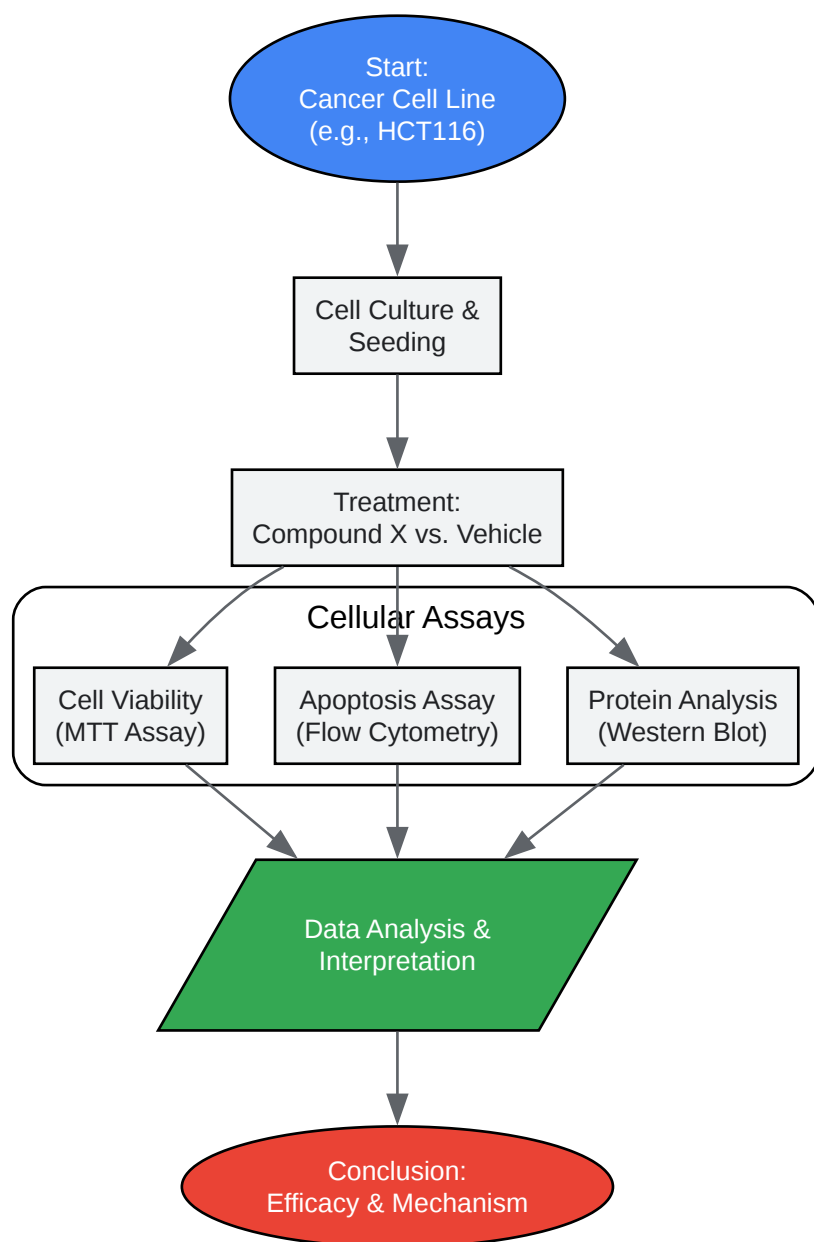 Start:
Cancer Cell Line
(e.g., HCT116)
Cell Culture &
Seeding
Treatment:
Compound X vs. Vehicle
Cellular Assays
Cell Viability
(MTT Assay)
Apoptosis Assay
(Flow Cytometry)
Protein Analysis
(Western Blot)
Data Analysis &
Interpretation
Conclusion:
Efficacy & Mechanism